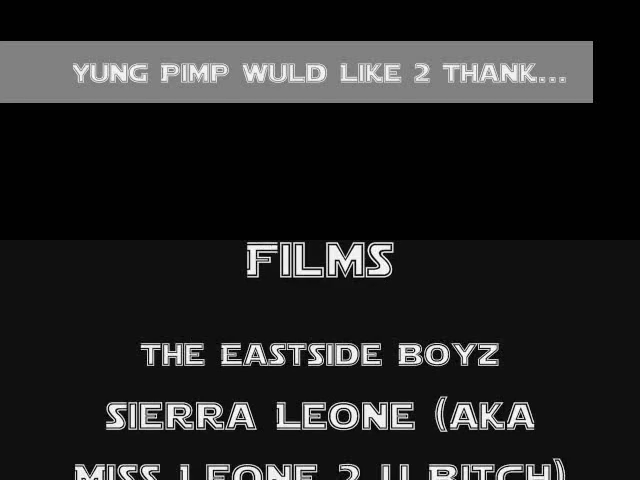 YUNG PIMP WULD LIKE 2 THANK...
FILMS
THE EASTSIDE BOYZ
SIERRA LEONE (AKA
MISS LEONE 2 U BITCH)